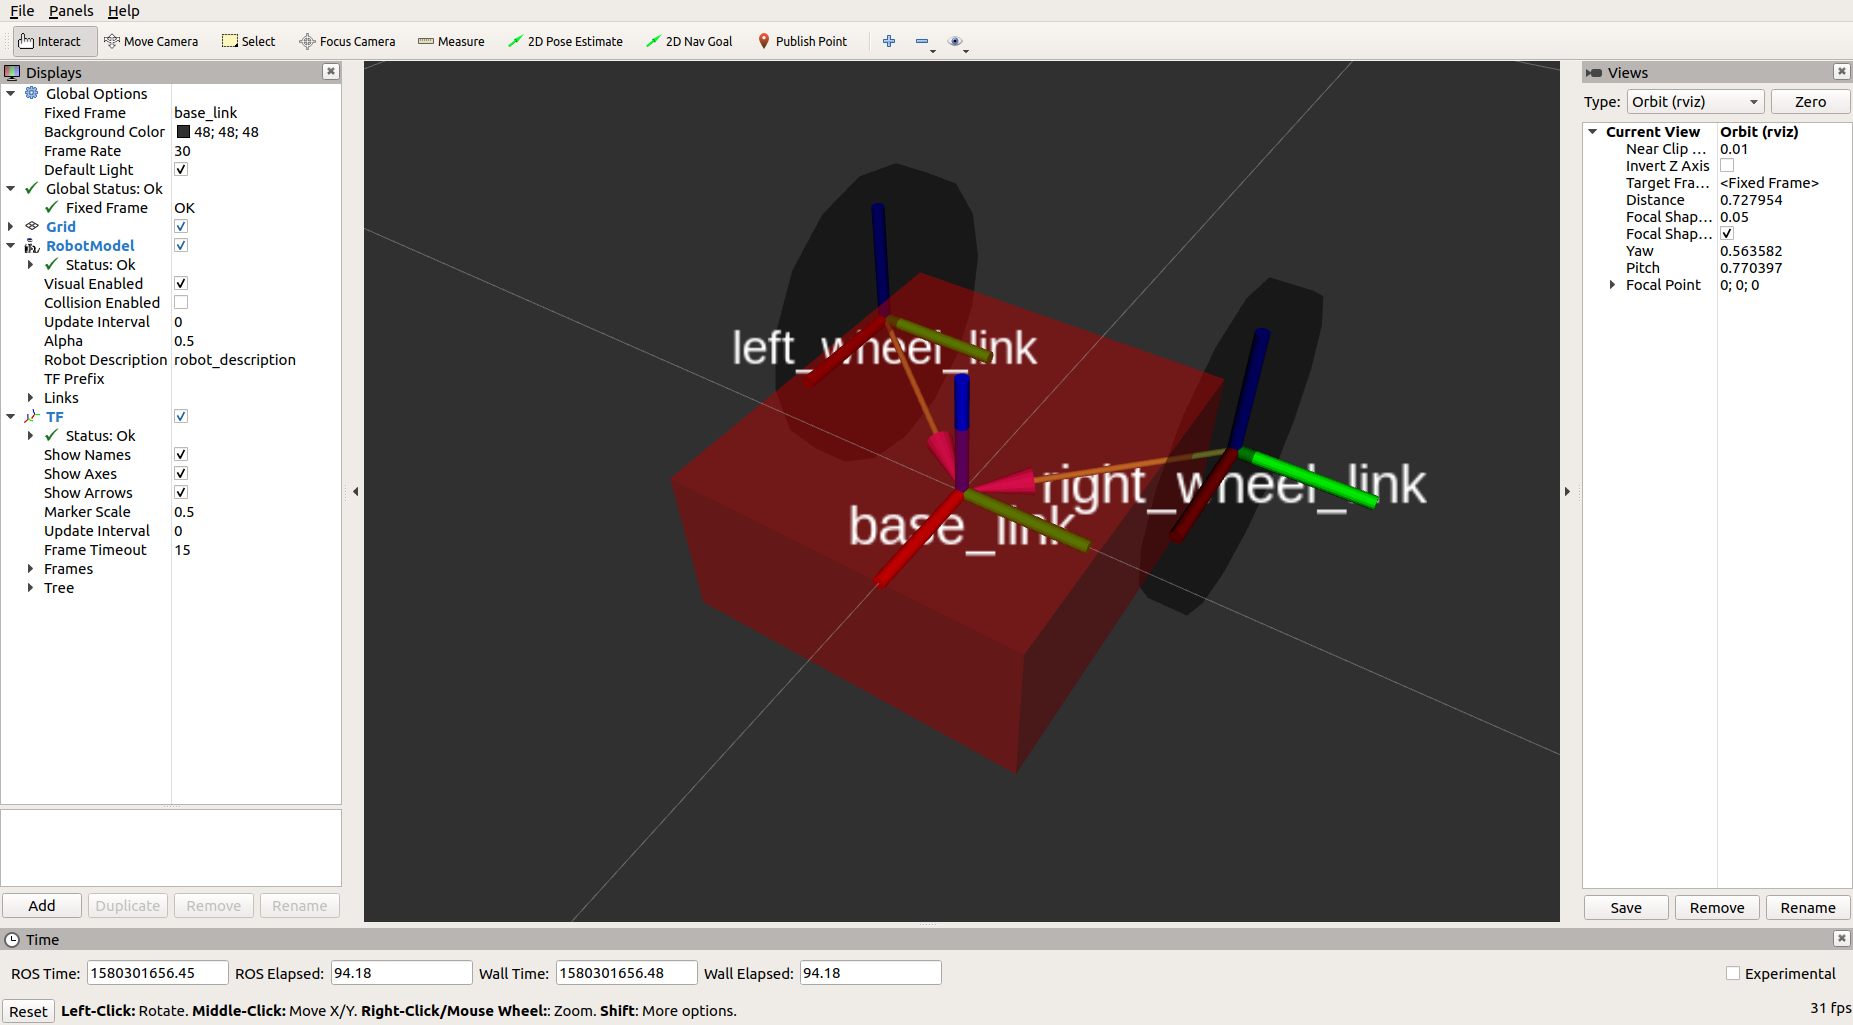 File Panels Help
Interact Move Camera Select Focus Camera Measure 2D Pose Estimate 2D Nav Goal Publish Point
Displays
Global Options
Fixed Frame base_link
Background Color 48; 48; 48
Frame Rate 30
Default Light
Global Status: Ok
Fixed Frame OK
Grid
RobotModel
Status: Ok
Visual Enabled
Collision Enabled
Update Interval 0
Alpha 0.5
Robot Description robot_description
TF Prefix
Links
TF
Status: Ok
Show Names
Show Axes
Show Arrows
Marker Scale 0.5
Update Interval 0
Frame Timeout 15
Frames
Tree
Add Duplicate Remove Rename
left_wheel_link
right_wheel_link
base_link
Views
Type: Orbit (rviz) Zero
Current View Orbit (rviz)
Near Clip ... 0.01
Invert Z Axis
Target Fra... <Fixed Frame>
Distance 0.727954
Focal Shap... 0.05
Focal Shap...
Yaw 0.563582
Pitch 0.770397
Focal Point 0; 0; 0
Save Remove Rename
Time
ROS Time: 1580301656.45 ROS Elapsed: 94.18 Wall Time: 1580301656.48 Wall Elapsed: 94.18 Experimental
Reset Left-Click: Rotate. Middle-Click: Move X/Y. Right-Click/Mouse Wheel:: Zoom. Shift: More options. 31 fps